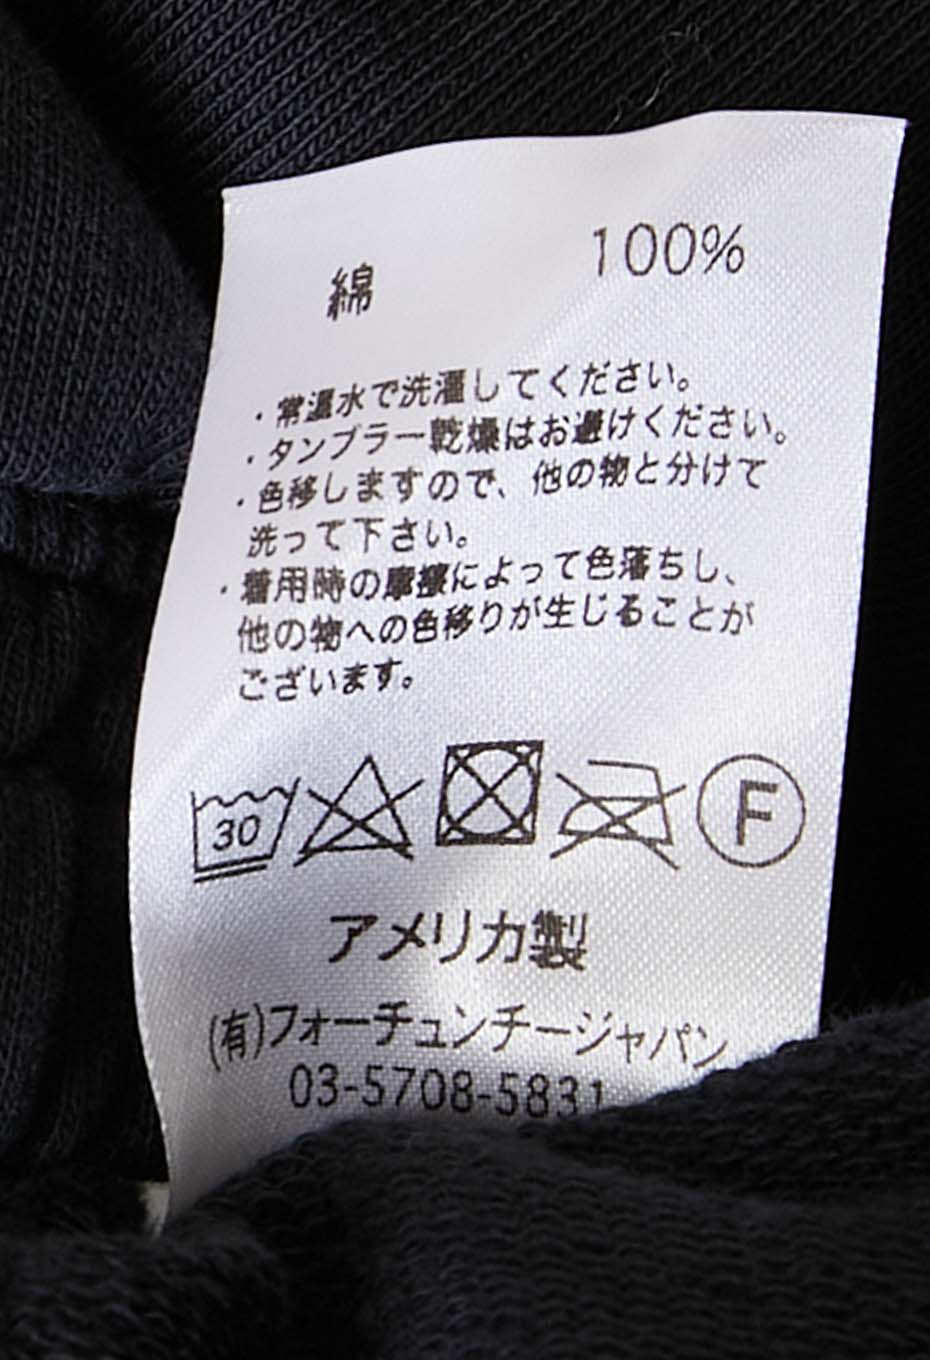 綿 100%
・常温水で洗濯してください。
・タンブラー乾燥はお避けください。
・色移しますので、他の物と分けて
洗って下さい。
・着用時の摩擦によって色落ちし、
他の物への色移りが生じることが
ございます。
30 F
アメリカ製
(有)フォーチュンチージャパン
03-5708-5831